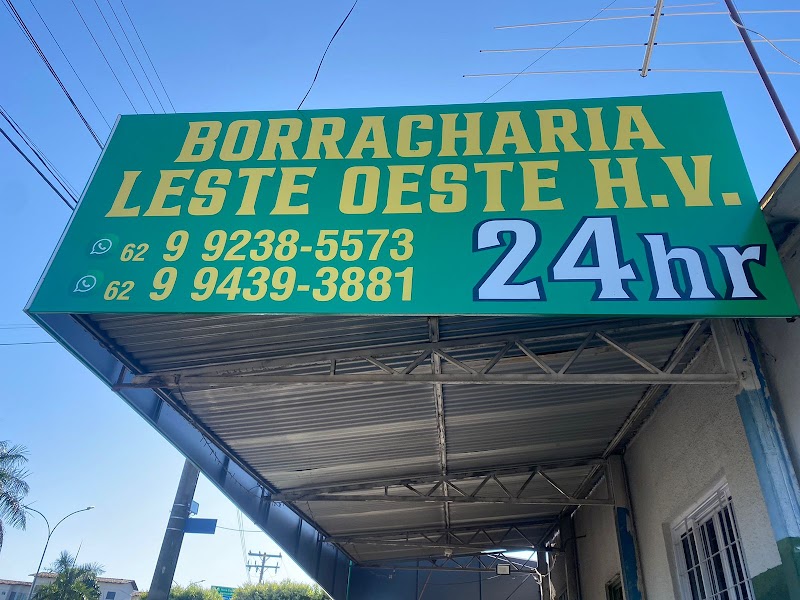 BORRACHARIA
LESTE OESTE H.V.
62 9 9238-5573
62 9 9439-3881
24hr